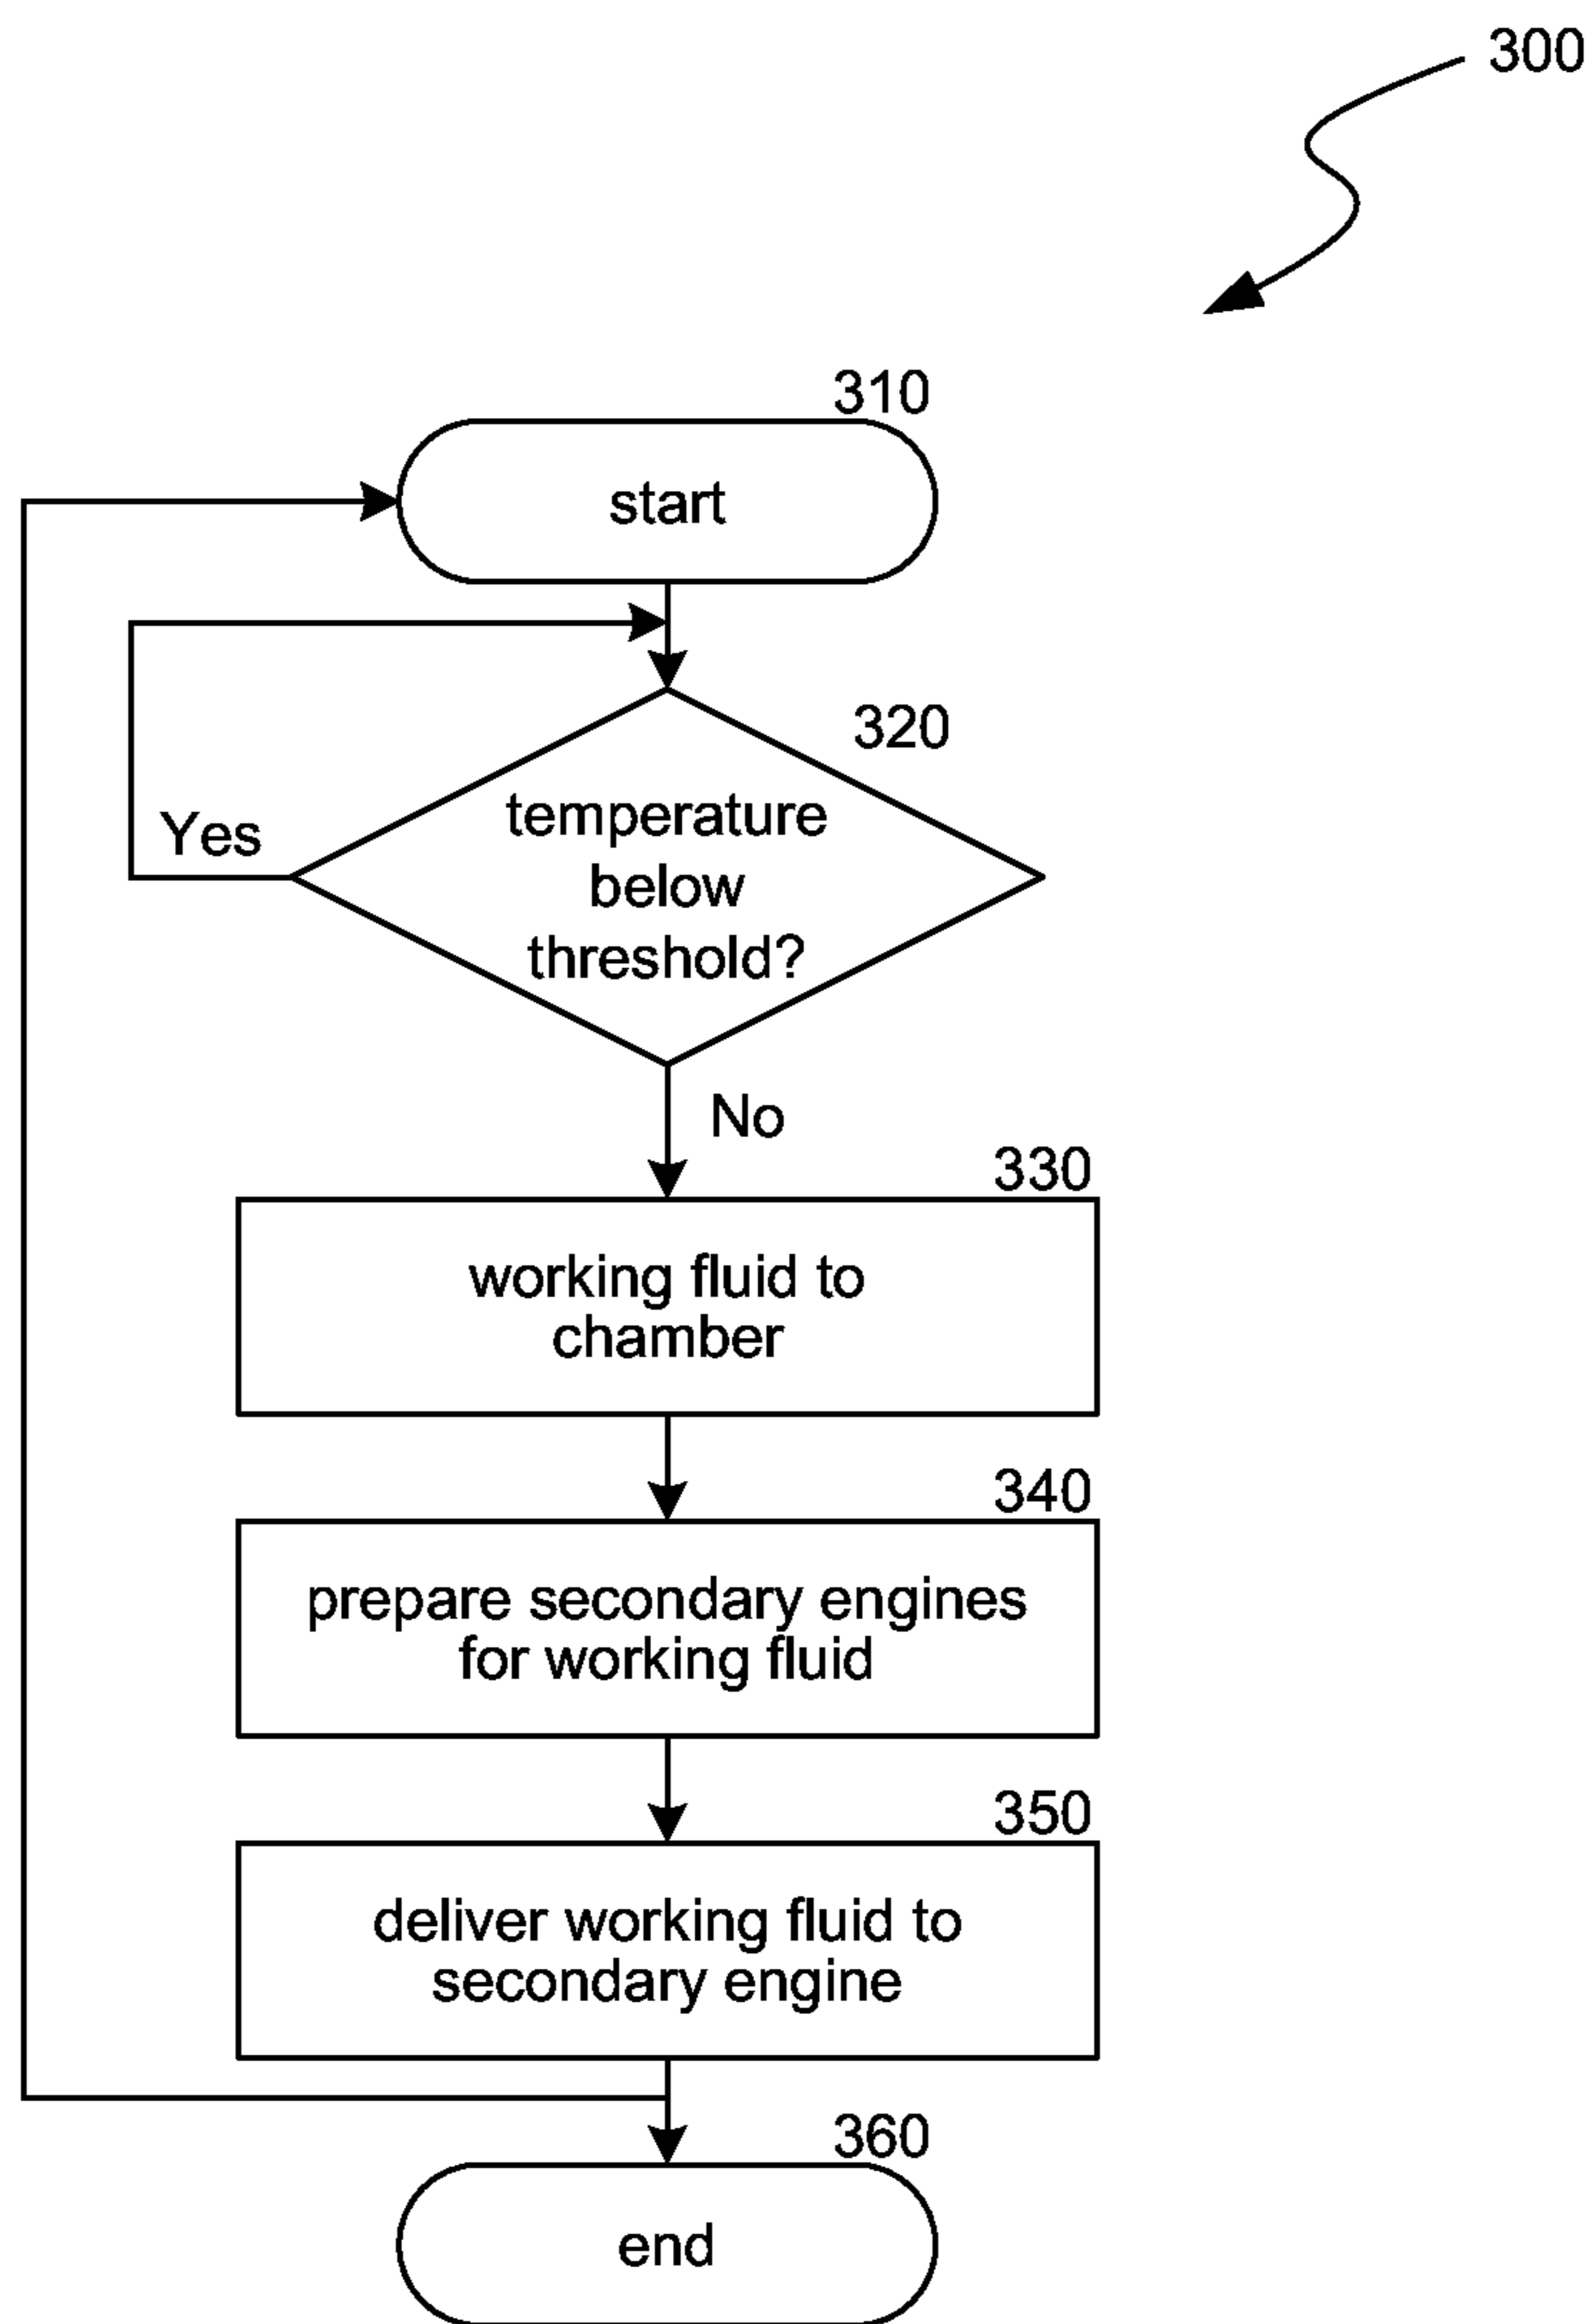 300
310
start
320
temperature
below
threshold?
Yes
No
330
working fluid to
chamber
340
prepare secondary engines
for working fluid
350
deliver working fluid to
secondary engine
360
end